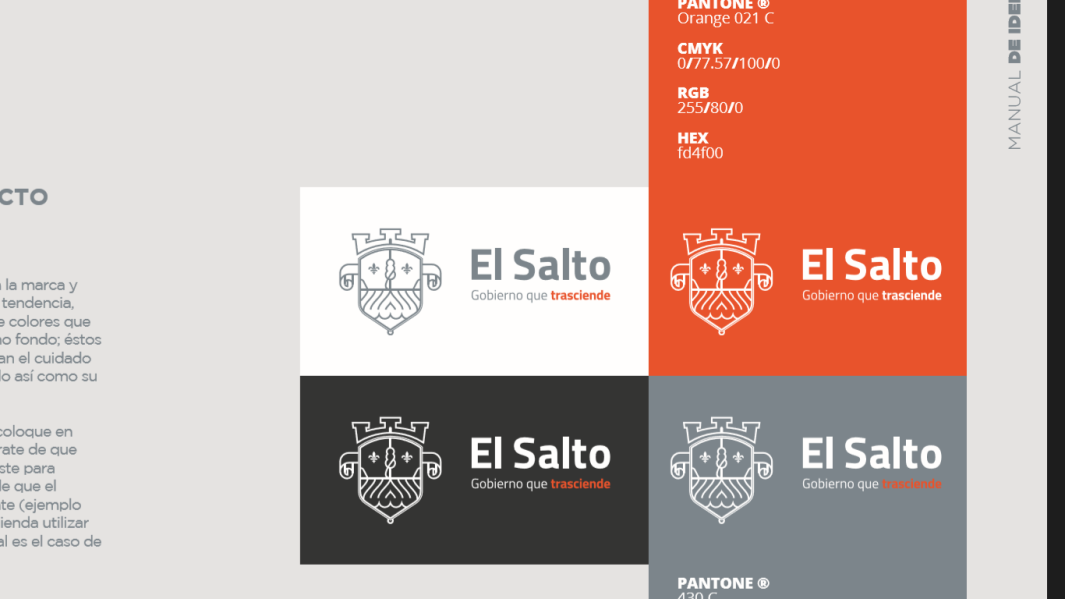 PANTONE ®
Orange 021 C
CMYK
0/77.57/100/0
RGB
255/80/0
HEX
fd4f00
MANUAL DE IDE
CTO
la marca y
tendencia,
e colores que
no fondo; éstos
an el cuidado
lo así como su
coloque en
rate de que
ste para
de que el
te (ejemplo
ienda utilizar
al es el caso de
El Salto
Gobierno que trasciende
El Salto
Gobierno que trasciende
El Salto
Gobierno que trasciende
El Salto
Gobierno que trasciende
PANTONE ®
430 C